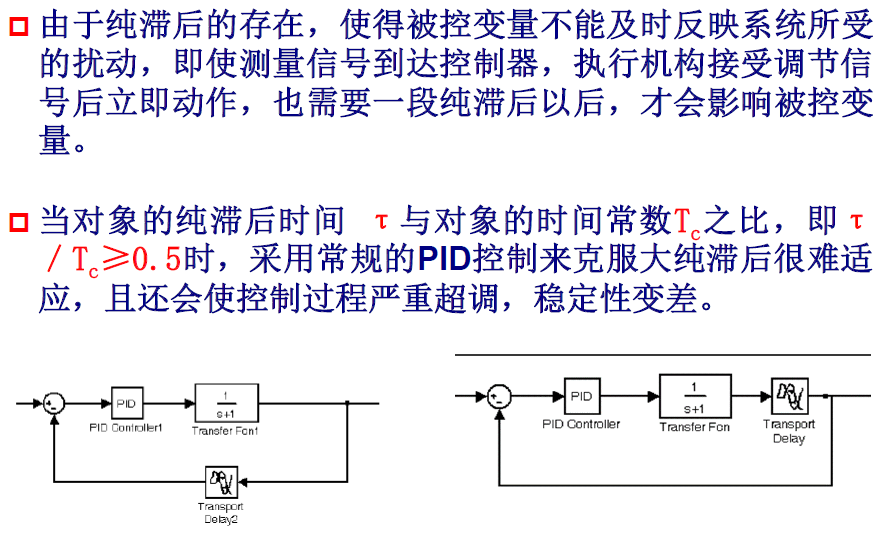 由于纯滞后的存在，使得被控变量不能及时反映系统所受
的扰动，即使测量信号到达控制器，执行机构接受调节信
号后立即动作，也需要一段纯滞后以后，才会影响被控变
量。
当对象的纯滞后时间 τ与对象的时间常数Tc之比，即τ
/Tc≥0.5时，采用常规的PID控制来克服大纯滞后很难适
应，且还会使控制过程严重超调，稳定性变差。
PID
1
s+1
PID Controller1
Transfer Fcn1
Transport
Delay2
PID
1
s+1
PID Controller
Transfer Fcn
Transport
Delay